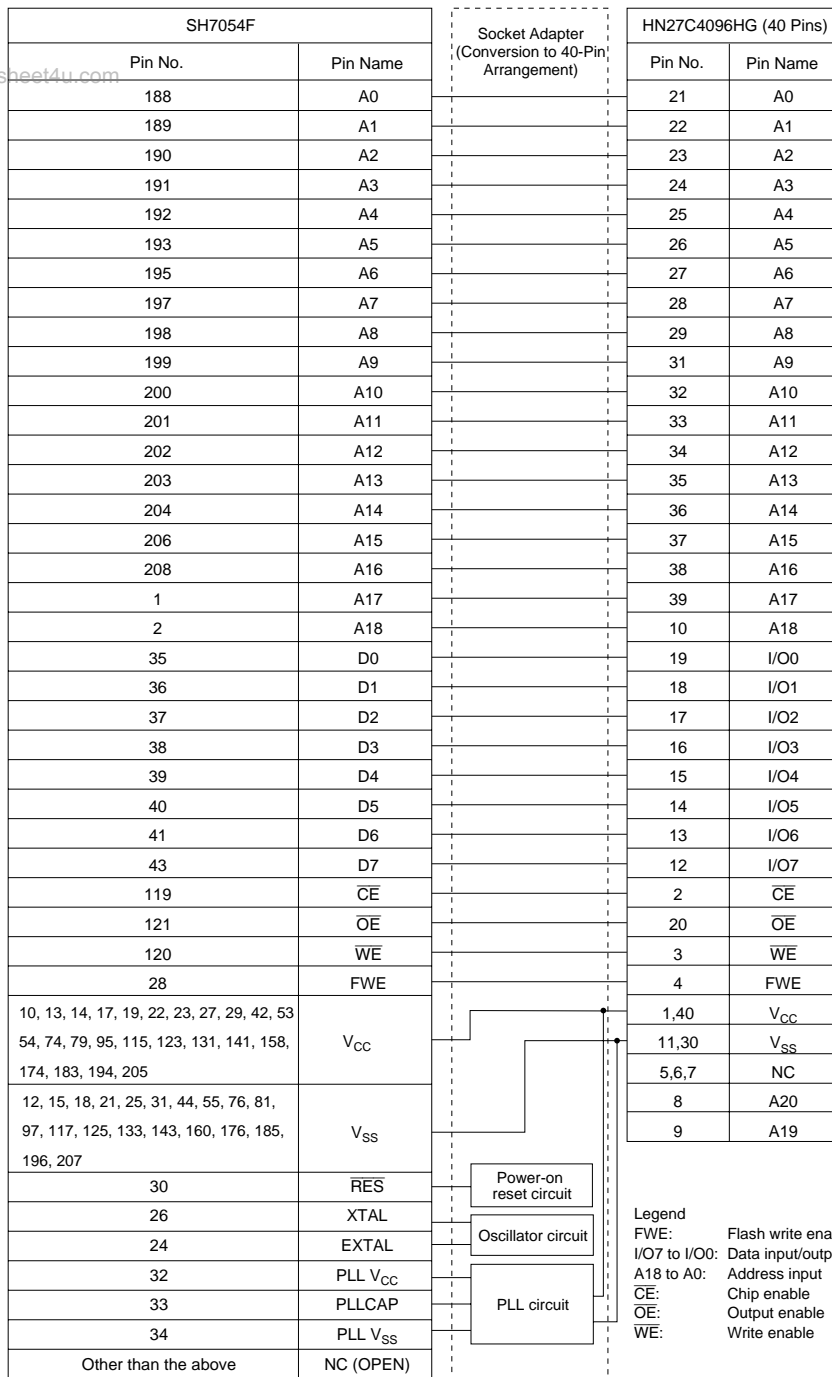 SH7054F
Socket Adapter
(Conversion to 40-Pin
Arrangement)
HN27C4096HG (40 Pins)
Pin No. Pin Name Pin No. Pin Name
sheet4u.com
188 A0 21 A0
189 A1 22 A1
190 A2 23 A2
191 A3 24 A3
192 A4 25 A4
193 A5 26 A5
195 A6 27 A6
197 A7 28 A7
198 A8 29 A8
199 A9 31 A9
200 A10 32 A10
201 A11 33 A11
202 A12 34 A12
203 A13 35 A13
204 A14 36 A14
206 A15 37 A15
208 A16 38 A16
1 A17 39 A17
2 A18 10 A18
35 D0 19 I/O0
36 D1 18 I/O1
37 D2 17 I/O2
38 D3 16 I/O3
39 D4 15 I/O4
40 D5 14 I/O5
41 D6 13 I/O6
43 D7 12 I/O7
119 C̅E̅ 2 C̅E̅
121 O̅E̅ 20 O̅E̅
120 W̅E̅ 3 W̅E̅
28 FWE 4 FWE
10, 13, 14, 17, 19, 22, 23, 27, 29, 42, 53
54, 74, 79, 95, 115, 123, 131, 141, 158,
174, 183, 194, 205
VCC
1,40 VCC
11,30 VSS
5,6,7 NC
8 A20
9 A19
12, 15, 18, 21, 25, 31, 44, 55, 76, 81,
97, 117, 125, 133, 143, 160, 176, 185,
196, 207
VSS
30 R̅E̅S̅
Power-on
reset circuit
26 XTAL
24 EXTAL
Oscillator circuit
32 PLL VCC
33 PLLCAP
34 PLL VSS
PLL circuit
Other than the above NC (OPEN)
Legend
FWE: Flash write ena
I/O7 to I/O0: Data input/outp
A18 to A0: Address input
C̅E̅: Chip enable
O̅E̅: Output enable
W̅E̅: Write enable